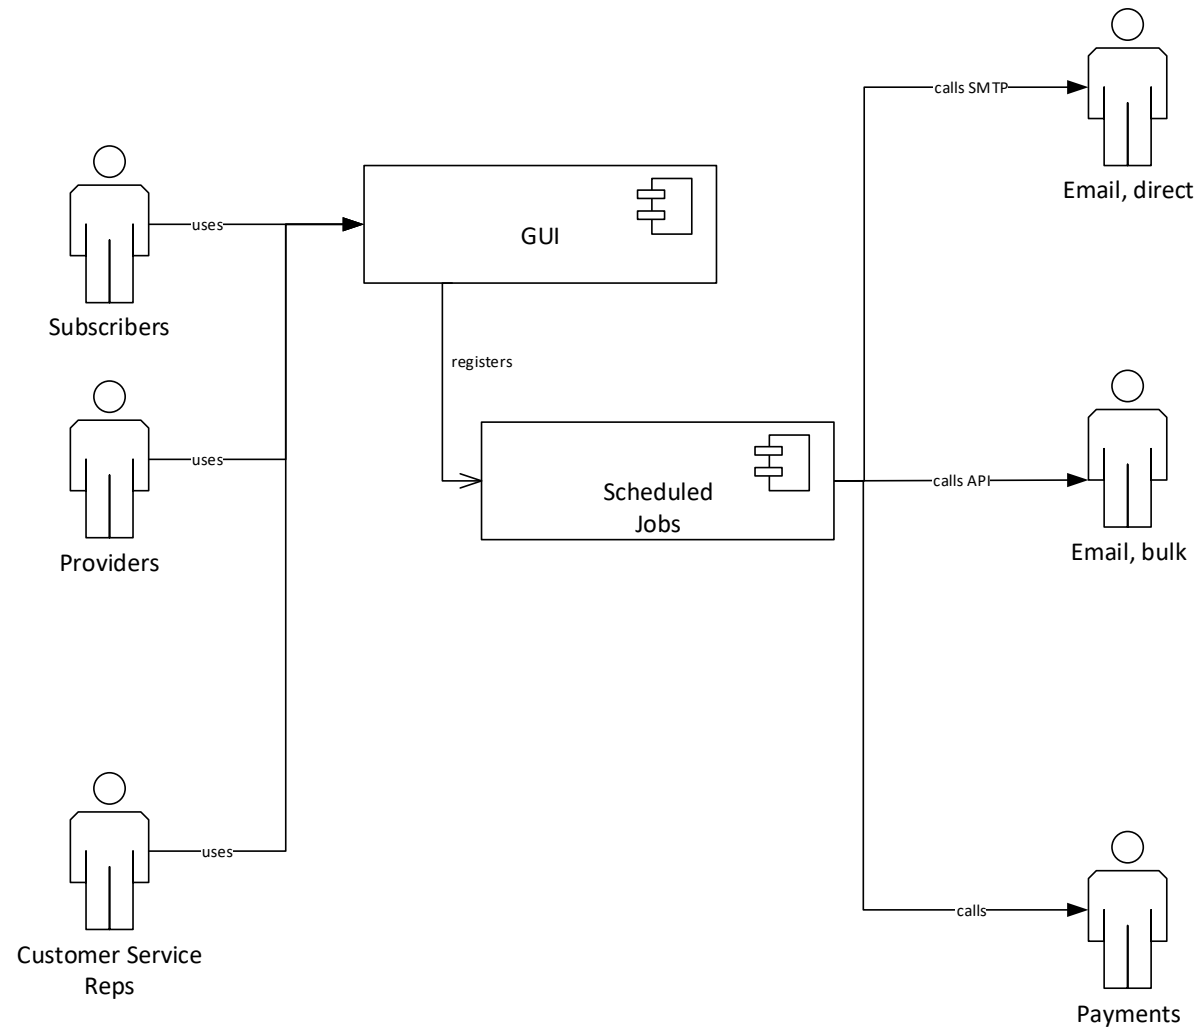 calls SMTP
Email, direct
uses
GUI
Subscribers
registers
uses
Scheduled
Jobs
calls API
Providers
Email, bulk
uses
calls
Customer Service
Reps
Payments